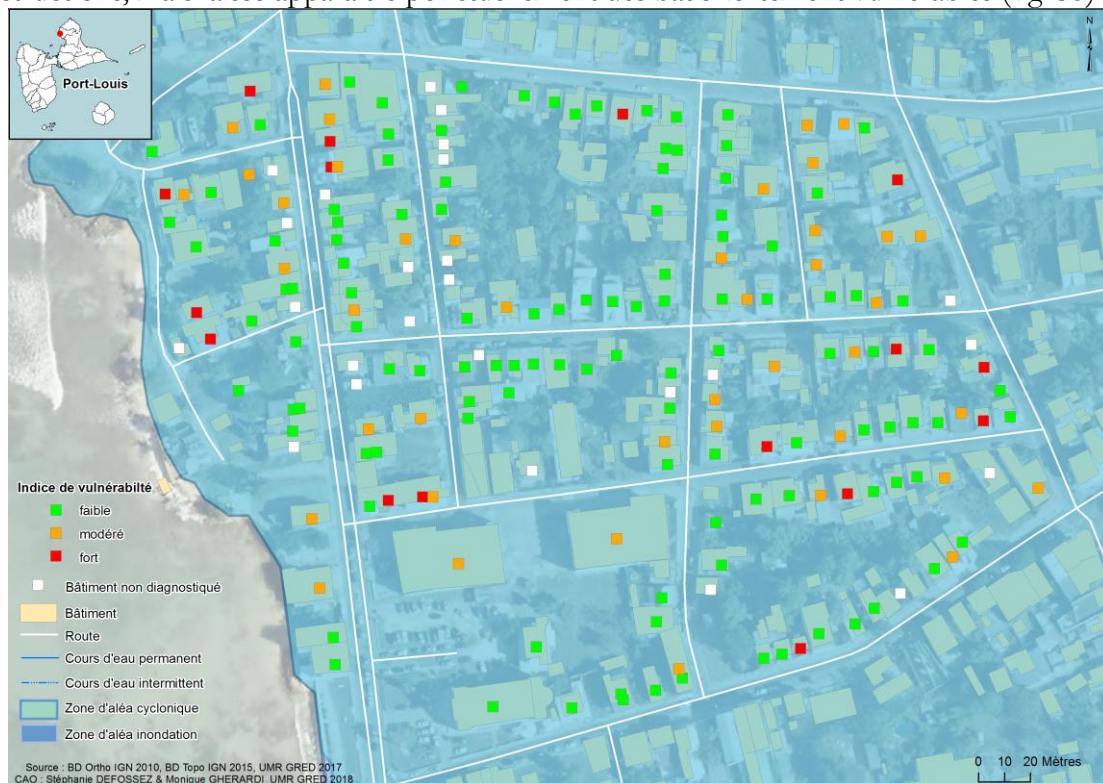 Port-Louis
N
Indice de vulnérabilté
faible
modéré
fort
Bâtiment non diagnostiqué
Bâtiment
Route
Cours d'eau permanent
Cours d'eau intermittent
Zone d'aléa cyclonique
Zone d'aléa inondation
Source : BD Ortho IGN 2010, BD Topo IGN 2015, UMR GRED 2017
CAO : Stéphanie DEFOSSEZ & Monique GHERARDI UMR GRED 2018
0 10 20 Mètres